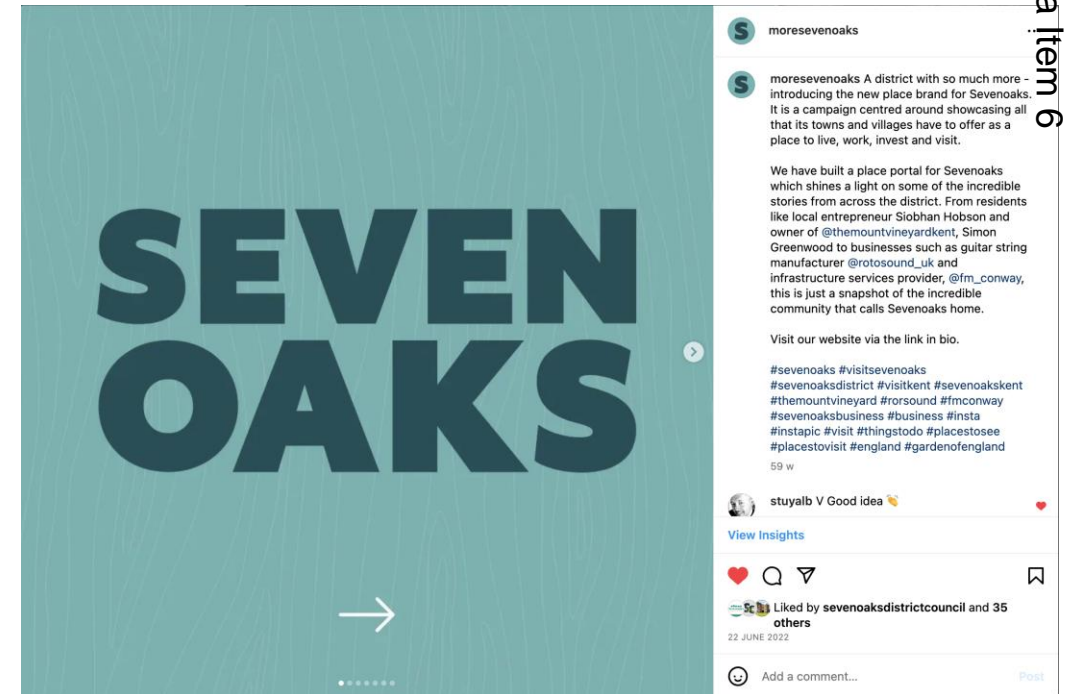 SEVEN
OAKS
moresevenoaks
moresevenoaks A district with so much more -
introducing the new place brand for Sevenoaks.
It is a campaign centred around showcasing all
that its towns and villages have to offer as a
place to live, work, invest and visit.
We have built a place portal for Sevenoaks
which shines a light on some of the incredible
stories from across the district. From residents
like local entrepreneur Siobhan Hobson and
owner of @themountvineyardkent, Simon
Greenwood to businesses such as guitar string
manufacturer @rotosound_uk and
infrastructure services provider, @fm_conway,
this is just a snapshot of the incredible
community that calls Sevenoaks home.
Visit our website via the link in bio.
#sevenoaks #visitsevenoaks
#sevenoaksdistrict #visitkent #sevenoakskent
#themountvineyard #rorsound #fmconway
#sevenoaksbusiness #business #insta
#instapic #visit #thingstodo #placestosee
#placestovisit #england #gardenofengland
59 w
stuyalb V Good idea 👏
View Insights
Liked by sevenoaksdistrictcouncil and 35
others
22 JUNE 2022
Add a comment...
Post
a Item 6